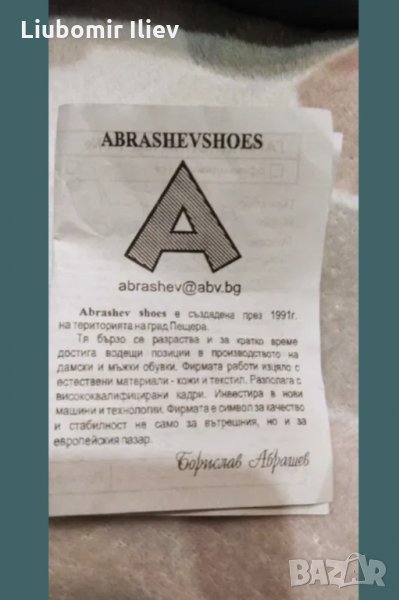 Liubomir Iliev
ABRASHEVSHOES
A
abrashev@abv.bg
Abrashev shoes е създадена през 1991г.
на територията на град Пещера.
Тя бързо се разраства и за кратко време
достига водещи позиции в производството на
дамски и мъжки обувки. Фирмата работи изцяло с
естествени материали - кожи и текстил. Разполага с
висококвалифицирани кадри. Инвестира в нови
машини и технологии. Фирмата е символ за качество
и стабилност не само за вътрешния, но и за
европейския пазар.
Борислав Абрашев
BAZAR